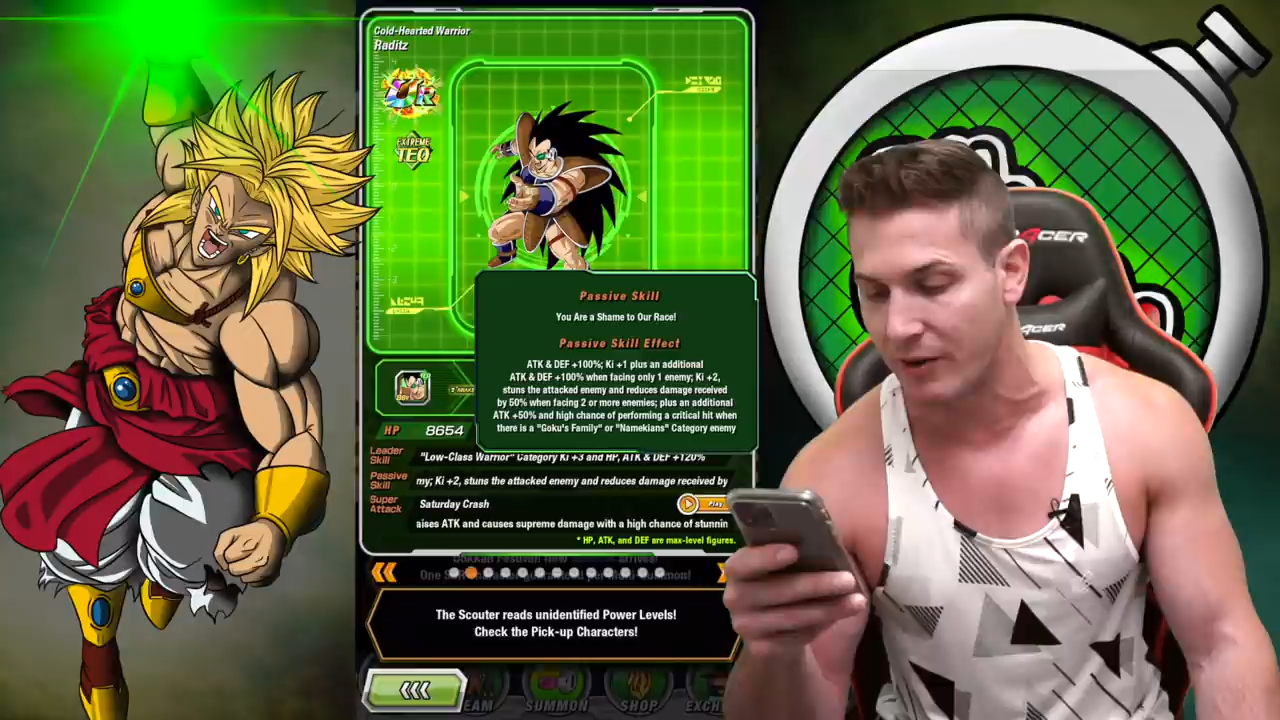 Cold-Hearted Warrior
Raditz
UR
EXTREME
TEQ
Passive Skill
You Are a Shame to Our Race!
Passive Skill Effect
ATK & DEF +100%; Ki +1 plus an additional
ATK & DEF +100% when facing only 1 enemy; Ki +2,
stuns the attacked enemy and reduces damage received
by 50% when facing 2 or more enemies; plus an additional
ATK +50% and high chance of performing a critical hit when
there is a "Goku's Family" or "Namekians" Category enemy
HP 8654
Leader
Skill
"Low-Class Warrior" Category Ki +3 and HP, ATK & DEF +120%
Passive
Skill
my; Ki +2, stuns the attacked enemy and reduces damage received by
Super
Attack
Saturday Crash
Play
aises ATK and causes supreme damage with a high chance of stunnin
* HP, ATK, and DEF are max-level figures.
The Scouter reads unidentified Power Levels!
Check the Pick-up Characters!
EAM
SUMMON
SHOP
EXCH
ACER
ACER